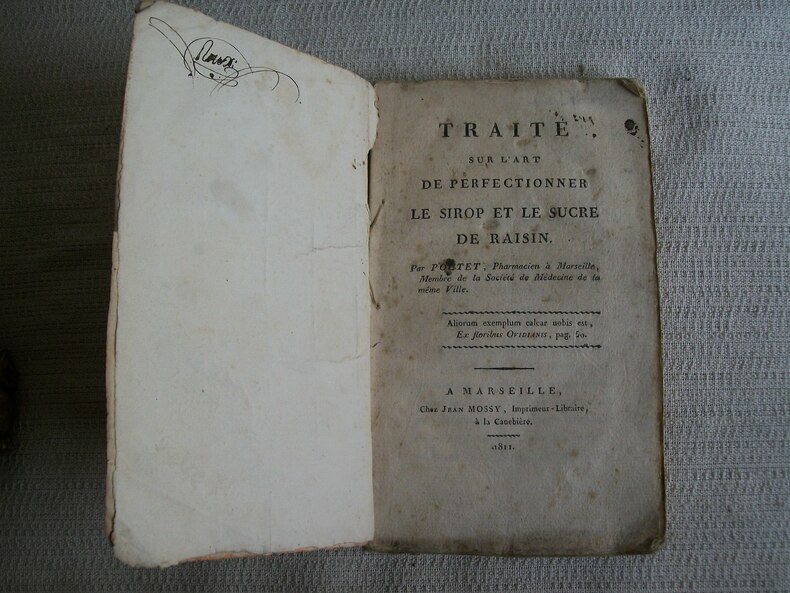 Roux
TRAITÉ
SUR L'ART
DE PERFECTIONNER
LE SIROP ET LE SUCRE
DE RAISIN.
Par POUTET, Pharmacien à Marseille,
Membre de la Société de Médecine de la
même Ville.
Aliorum exemplum calcar nobis est,
Ex floribus OVIDIANIS, pag. 50.
A MARSEILLE,
Chez JEAN MOSSY, Imprimeur-Libraire,
à la Canebière.
1811.